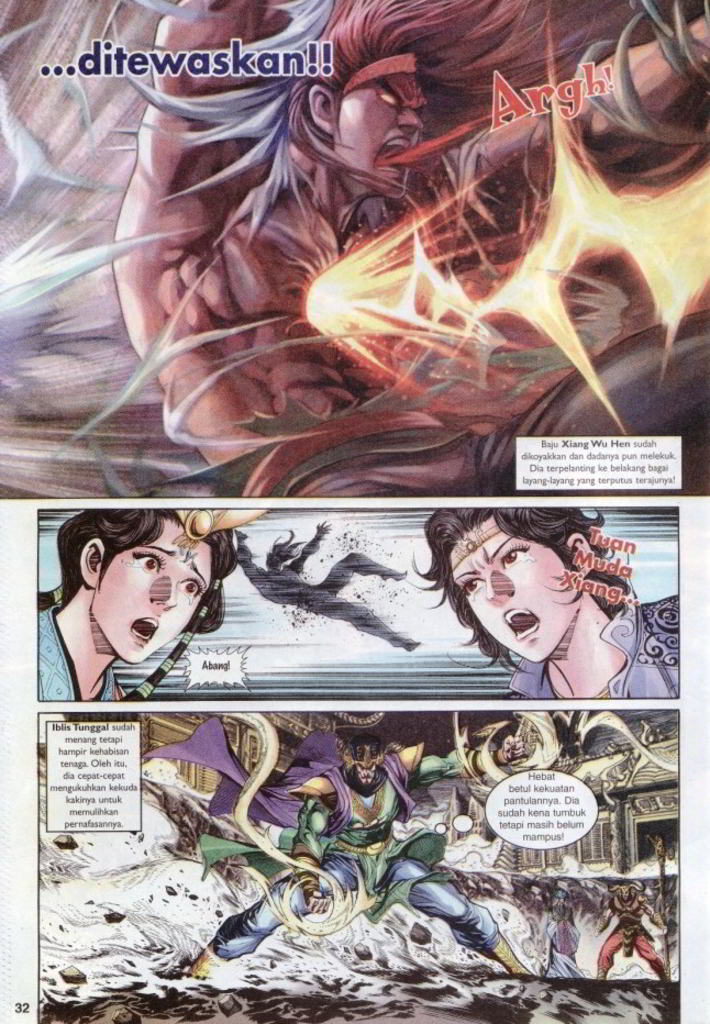 ...ditewaskan!!
Argh!
Baju Xiang Wu Hen sudah
dikoyakkan dan dadanya pun melekuk.
Dia terpelanting ke belakang bagai
layang-layang yang terputus terajunya!
Tuan
Muda
Xiang...
Abang!
Iblis Tunggal sudah
menang tetapi
hampir kehabisan
tenaga. Oleh itu,
dia cepat-cepat
mengukuhkan kekuda
kakinya untuk
memulihkan
pernafasannya.
Hebat
betul kekuatan
pantulannya. Dia
sudah kena tumbuk
tetapi masih belum
mampus!
32